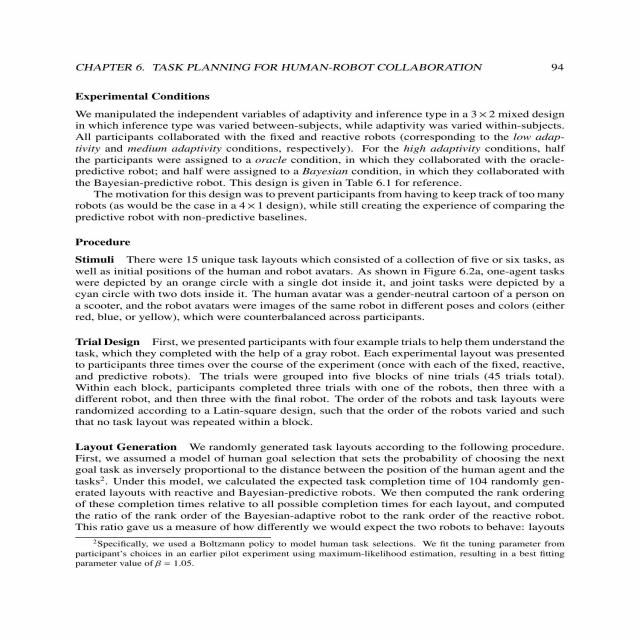 CHAPTER 6. TASK PLANNING FOR HUMAN-ROBOT COLLABORATION 94
Experimental Conditions
We manipulated the independent variables of adaptivity and inference type in a 3 × 2 mixed design
in which inference type was varied between-subjects, while adaptivity was varied within-subjects.
All participants collaborated with the fixed and reactive robots (corresponding to the low adap-
tivity and medium adaptivity conditions, respectively). For the high adaptivity conditions, half
the participants were assigned to a oracle condition, in which they collaborated with the oracle-
predictive robot; and half were assigned to a Bayesian condition, in which they collaborated with
the Bayesian-predictive robot. This design is given in Table 6.1 for reference.
The motivation for this design was to prevent participants from having to keep track of too many
robots (as would be the case in a 4 × 1 design), while still creating the experience of comparing the
predictive robot with non-predictive baselines.
Procedure
Stimuli There were 15 unique task layouts which consisted of a collection of five or six tasks, as
well as initial positions of the human and robot avatars. As shown in Figure 6.2a, one-agent tasks
were depicted by an orange circle with a single dot inside it, and joint tasks were depicted by a
cyan circle with two dots inside it. The human avatar was a gender-neutral cartoon of a person on
a scooter, and the robot avatars were images of the same robot in different poses and colors (either
red, blue, or yellow), which were counterbalanced across participants.
Trial Design First, we presented participants with four example trials to help them understand the
task, which they completed with the help of a gray robot. Each experimental layout was presented
to participants three times over the course of the experiment (once with each of the fixed, reactive,
and predictive robots). The trials were grouped into five blocks of nine trials (45 trials total).
Within each block, participants completed three trials with one of the robots, then three with a
different robot, and then three with the final robot. The order of the robots and task layouts were
randomized according to a Latin-square design, such that the order of the robots varied and such
that no task layout was repeated within a block.
Layout Generation We randomly generated task layouts according to the following procedure.
First, we assumed a model of human goal selection that sets the probability of choosing the next
goal task as inversely proportional to the distance between the position of the human agent and the
tasks2. Under this model, we calculated the expected task completion time of 104 randomly gen-
erated layouts with reactive and Bayesian-predictive robots. We then computed the rank ordering
of these completion times relative to all possible completion times for each layout, and computed
the ratio of the rank order of the Bayesian-adaptive robot to the rank order of the reactive robot.
This ratio gave us a measure of how differently we would expect the two robots to behave: layouts
2Specifically, we used a Boltzmann policy to model human task selections. We fit the tuning parameter from
participant's choices in an earlier pilot experiment using maximum-likelihood estimation, resulting in a best fitting
parameter value of β = 1.05.